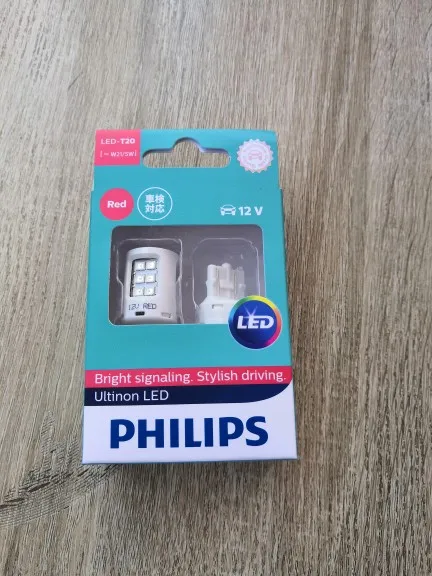 LED-T20
[~W21/5W]
Red
車検
対応
12 V
12V RED
LED
Bright signaling. Stylish driving.
Ultinon LED
PHILIPS